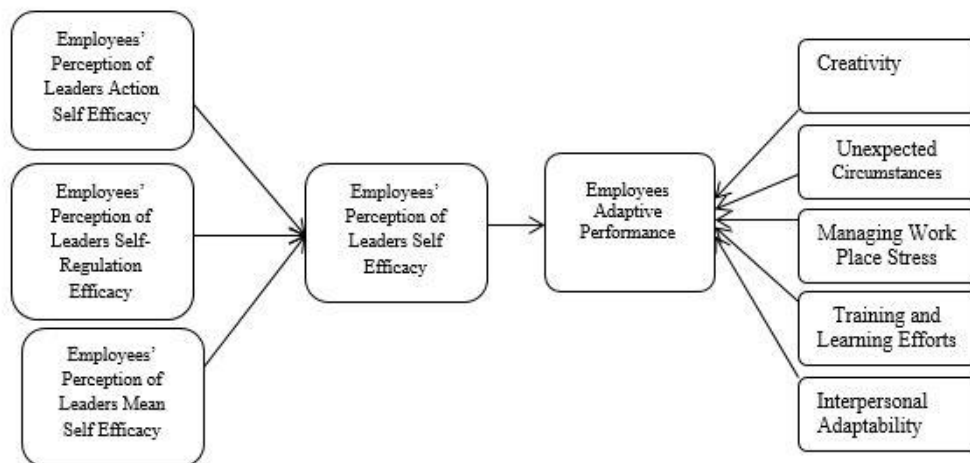 Employees’
Perception of
Leaders Action
Self Efficacy
Employees’
Perception of
Leaders Self-
Regulation
Efficacy
Employees’
Perception of
Leaders Mean
Self Efficacy
Employees’
Perception of
Leaders Self
Efficacy
Employees
Adaptive
Performance
Creativity
Unexpected
Circumstances
Managing Work
Place Stress
Training and
Learning Efforts
Interpersonal
Adaptability